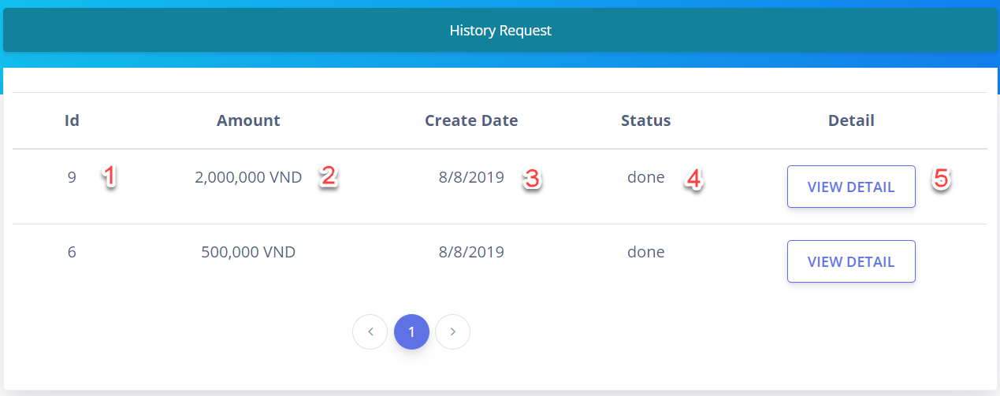 History Request
Id Amount Create Date Status Detail
9 1 2,000,000 VND 2 8/8/2019 3 done 4 VIEW DETAIL 5
6 500,000 VND 8/8/2019 done VIEW DETAIL
< 1 >